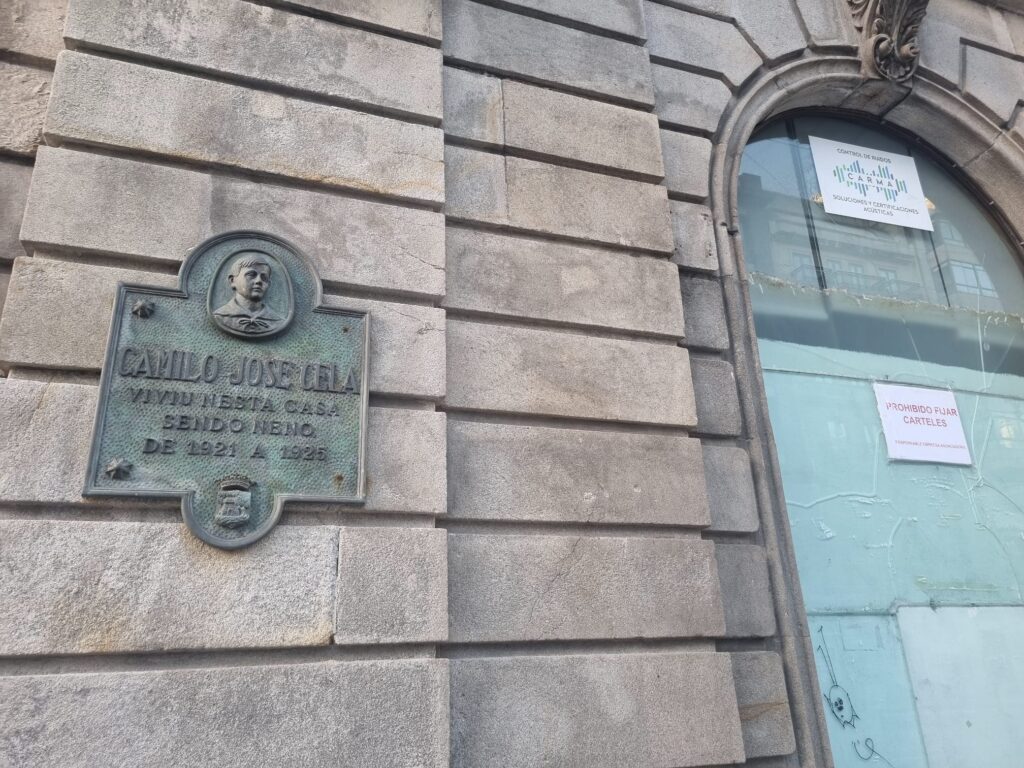 CAMILO JOSE CELA
VIVIU NESTA CASA
SENDO NENO
DE 1921 A 1925
CONTROL DE RUIDOS
CARMA
SOLUCIONES Y CERTIFICACIONES
ACÚSTICAS
PROHIBIDO FIJAR
CARTELES